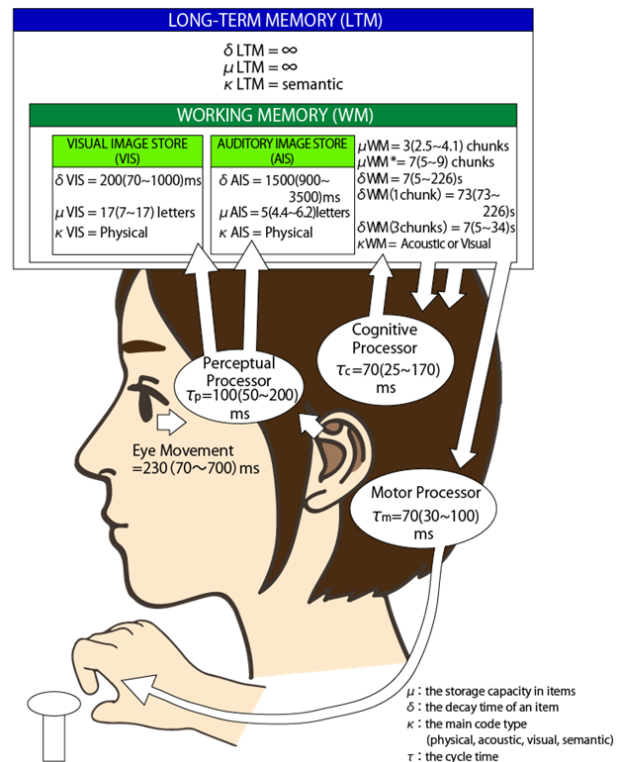 LONG-TERM MEMORY (LTM)
δ LTM = ∞
μ LTM = ∞
κ LTM = semantic
WORKING MEMORY (WM)
VISUAL IMAGE STORE
(VIS)
δ VIS = 200(70~1000)ms
μ VIS = 17(7~17) letters
κ VIS = Physical
AUDITORY IMAGE STORE
(AIS)
δ AIS = 1500(900~
3500)ms
μ AIS = 5(4.4~6.2)letters
κ AIS = Physical
μWM = 3(2.5~4.1) chunks
μWM* = 7(5~9) chunks
δWM = 7(5~226)s
δWM(1chunk) = 73(73~
226)s
δWM(3chunks) = 7(5~34)s
κWM= Acoustic or Visual
Cognitive
Processor
τc=70(25~170)
ms
Perceptual
Processor
τp=100(50~200)
ms
Eye Movement
=230 (70～700) ms
Motor Processor
τm=70(30~100)
ms
μ : the storage capacity in items
δ : the decay time of an item
κ : the main code type
(physical, acoustic, visual, semantic)
τ : the cycle time